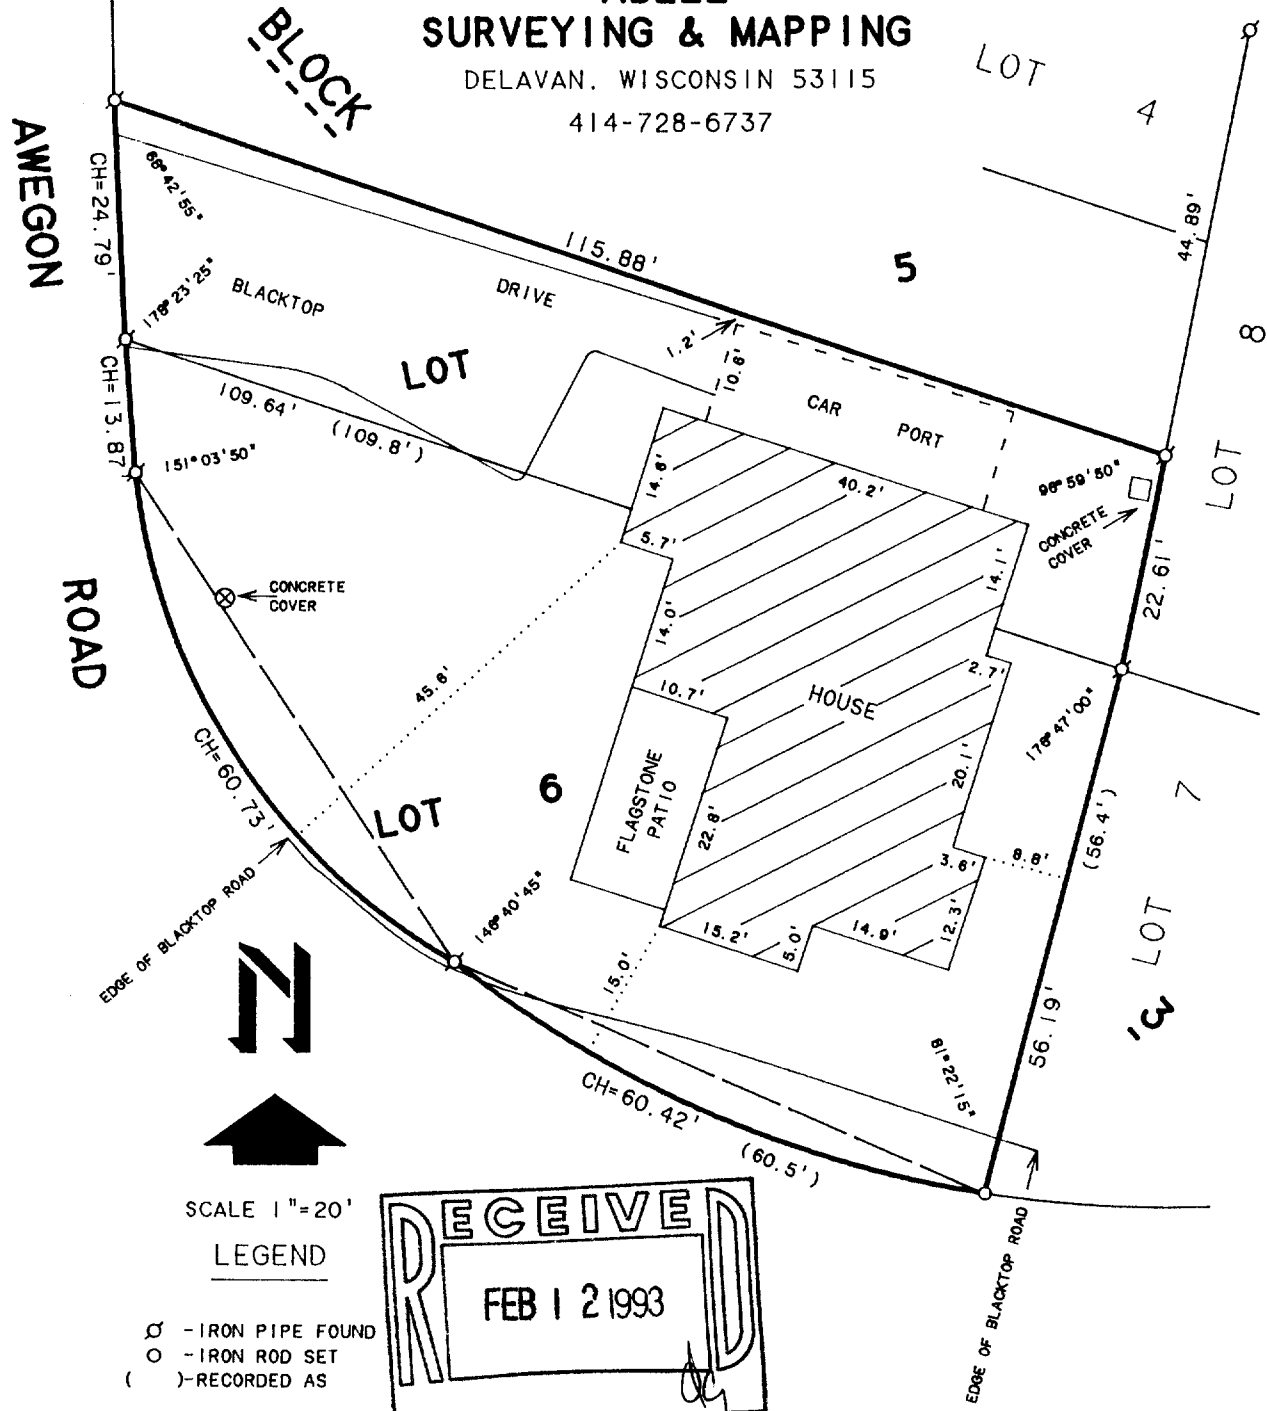 SURVEYING & MAPPING
DELAVAN, WISCONSIN 53115
414-728-6737
BLOCK
LOT
4
44.89'
8
LOT
AWEGON
ROAD
CH=24.79'
68°42'55"
115.88'
5
178°23'25"
BLACKTOP
DRIVE
LOT
1.2'
10.6'
CAR
PORT
CH=13.87'
109.64'
(109.8')
151°03'50"
14.6'
40.2'
98°59'50"
CONCRETE
COVER
22.61'
5.7'
14.1'
CONCRETE
COVER
14.0'
45.6'
10.7'
HOUSE
2.7'
178°47'00"
CH=60.73'
LOT
6
FLAGSTONE
PATIO
22.8'
20.1'
(56.4')
7
LOT
3.6'
8.8'
EDGE OF BLACKTOP ROAD
146°40'45"
15.2'
5.0'
14.9'
12.3'
15.0'
56.19'
3,
N
81°22'15"
CH=60.42'
(60.5')
EDGE OF BLACKTOP ROAD
SCALE 1"=20'
LEGEND
-IRON PIPE FOUND
-IRON ROD SET
( )-RECORDED AS
RECEIVED
FEB 12 1993